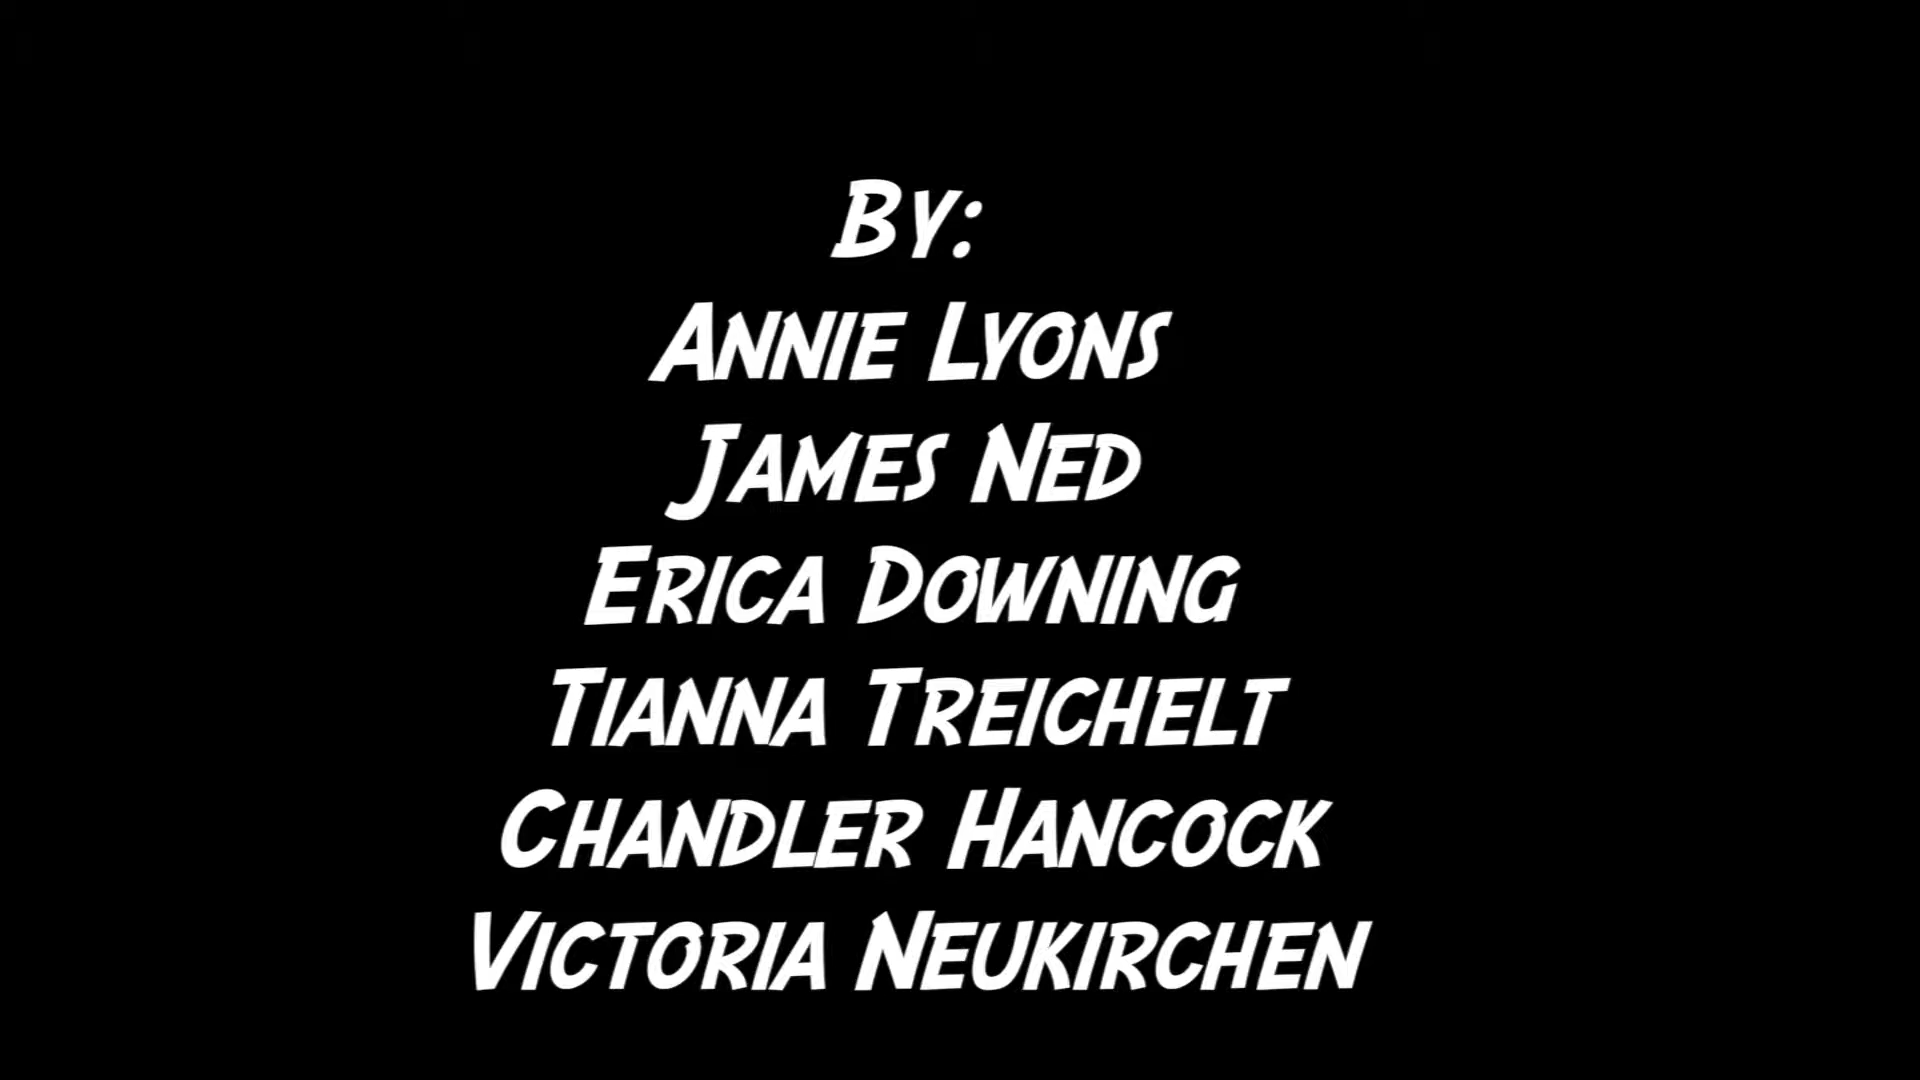 By:
Annie Lyons
James Ned
Erica Downing
Tianna Treichelt
Chandler Hancock
Victoria Neukirchen